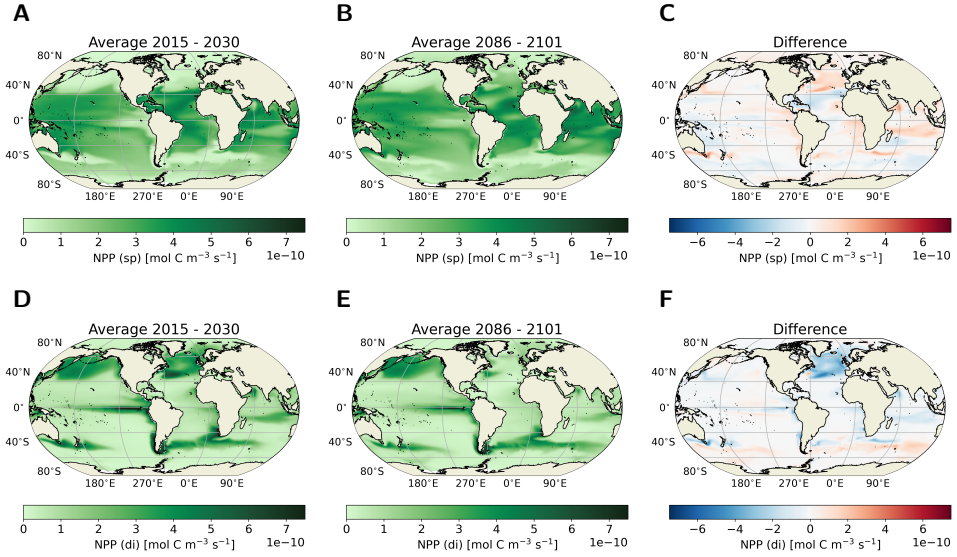 A
B
C
Average 2015 - 2030
Average 2086 - 2101
Difference
80°N
80°N
80°N
40°N
40°N
40°N
0°
0°
0°
40°S
40°S
40°S
80°S
80°S
80°S
180°E 270°E 0°E 90°E
180°E 270°E 0°E 90°E
180°E 270°E 0°E 90°E
0 1 2 3 4 5 6 7
0 1 2 3 4 5 6 7
−6 −4 −2 0 2 4 6
NPP (sp) [mol C m⁻³ s⁻¹] 1e−10
NPP (sp) [mol C m⁻³ s⁻¹] 1e−10
NPP (sp) [mol C m⁻³ s⁻¹] 1e−10
D
E
F
Average 2015 - 2030
Average 2086 - 2101
Difference
80°N
80°N
80°N
40°N
40°N
40°N
0°
0°
0°
40°S
40°S
40°S
80°S
80°S
80°S
180°E 270°E 0°E 90°E
180°E 270°E 0°E 90°E
180°E 270°E 0°E 90°E
0 1 2 3 4 5 6 7
0 1 2 3 4 5 6 7
−6 −4 −2 0 2 4 6
NPP (di) [mol C m⁻³ s⁻¹] 1e−10
NPP (di) [mol C m⁻³ s⁻¹] 1e−10
NPP (di) [mol C m⁻³ s⁻¹] 1e−10